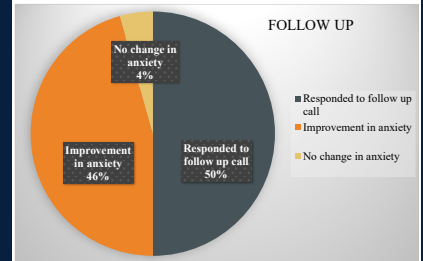 FOLLOW UP
No change in
anxiety
4%
Improvement
in anxiety
46%
Responded to
follow up call
50%
Responded to follow up
call
Improvement in anxiety
No change in anxiety